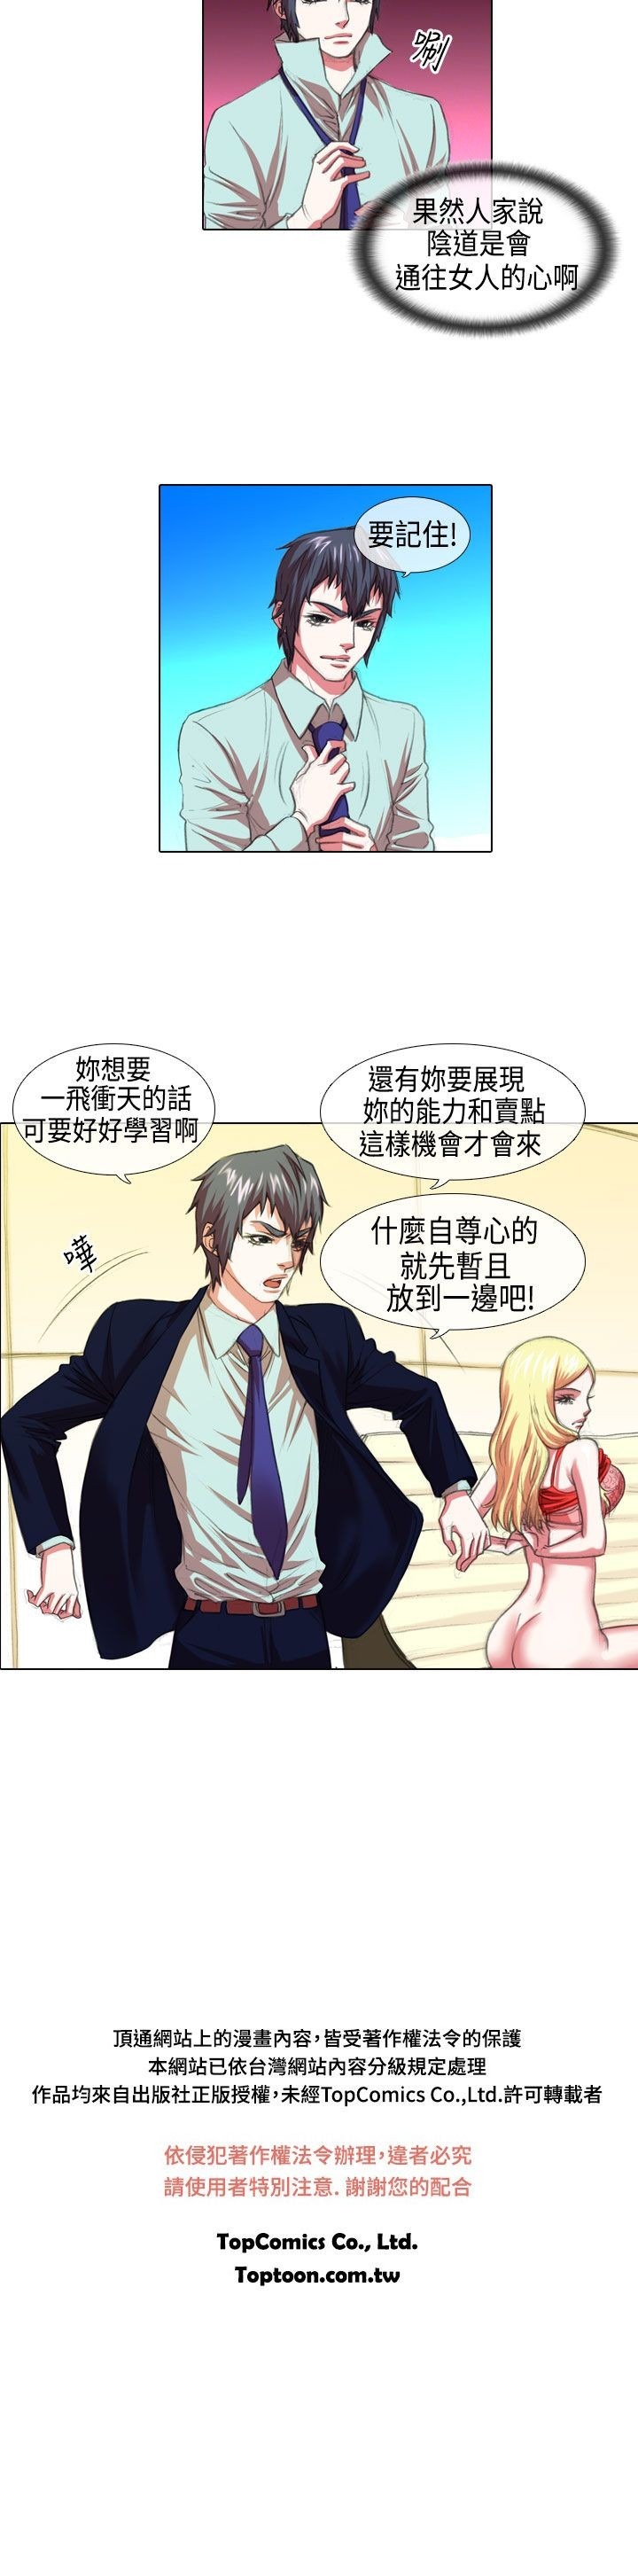 唰
果然人家說
陰道是會
通往女人的心啊
要記住!
妳想要
一飛衝天的話
可要好好學習啊
還有妳要展現
妳的能力和賣點
這樣機會才會來
什麼自尊心的
就先暫且
放到一邊吧!
嘩
頂通網站上的漫畫內容,皆受著作權法令的保護
本網站已依台灣網站內容分級規定處理
作品均來自出版社正版授權,未經TopComics Co.,Ltd.許可轉載者
依侵犯著作權法令辦理,違者必究
請使用者特別注意. 謝謝您的配合
TopComics Co., Ltd.
Toptoon.com.tw